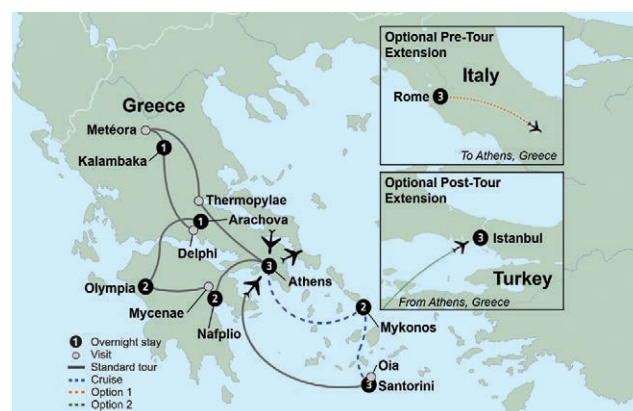 Greece
Metéora
Kalambaka
1
Thermopylae
1
Arachova
Delphi
3
Athens
Olympia
2
Mycenae
2
Nafplio
2
Mykonos
Oia
3
Santorini
Optional Pre-Tour
Extension
Italy
Rome
3
To Athens, Greece
Optional Post-Tour
Extension
3
Istanbul
Turkey
From Athens, Greece
1 Overnight stay
Visit
Standard tour
Cruise
Option 1
Option 2